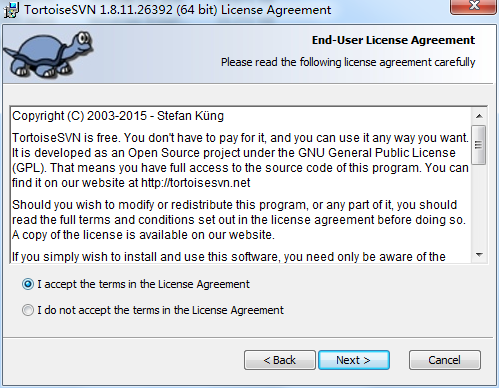 TortoiseSVN 1.8.11.26392 (64 bit) License Agreement
End-User License Agreement
Please read the following license agreement carefully
Copyright (C) 2003-2015 - Stefan Küng
TortoiseSVN is free. You don't have to pay for it, and you can use it any way you want.
It is developed as an Open Source project under the GNU General Public License
(GPL). That means you have full access to the source code of this program. You can
find it on our website at http://tortoisesvn.net
Should you wish to modify or redistribute this program, or any part of it, you should
read the full terms and conditions set out in the license agreement before doing so.
A copy of the license is available on our website.
If you simply wish to install and use this software, you need only be aware of the
I accept the terms in the License Agreement
I do not accept the terms in the License Agreement
< Back
Next >
Cancel